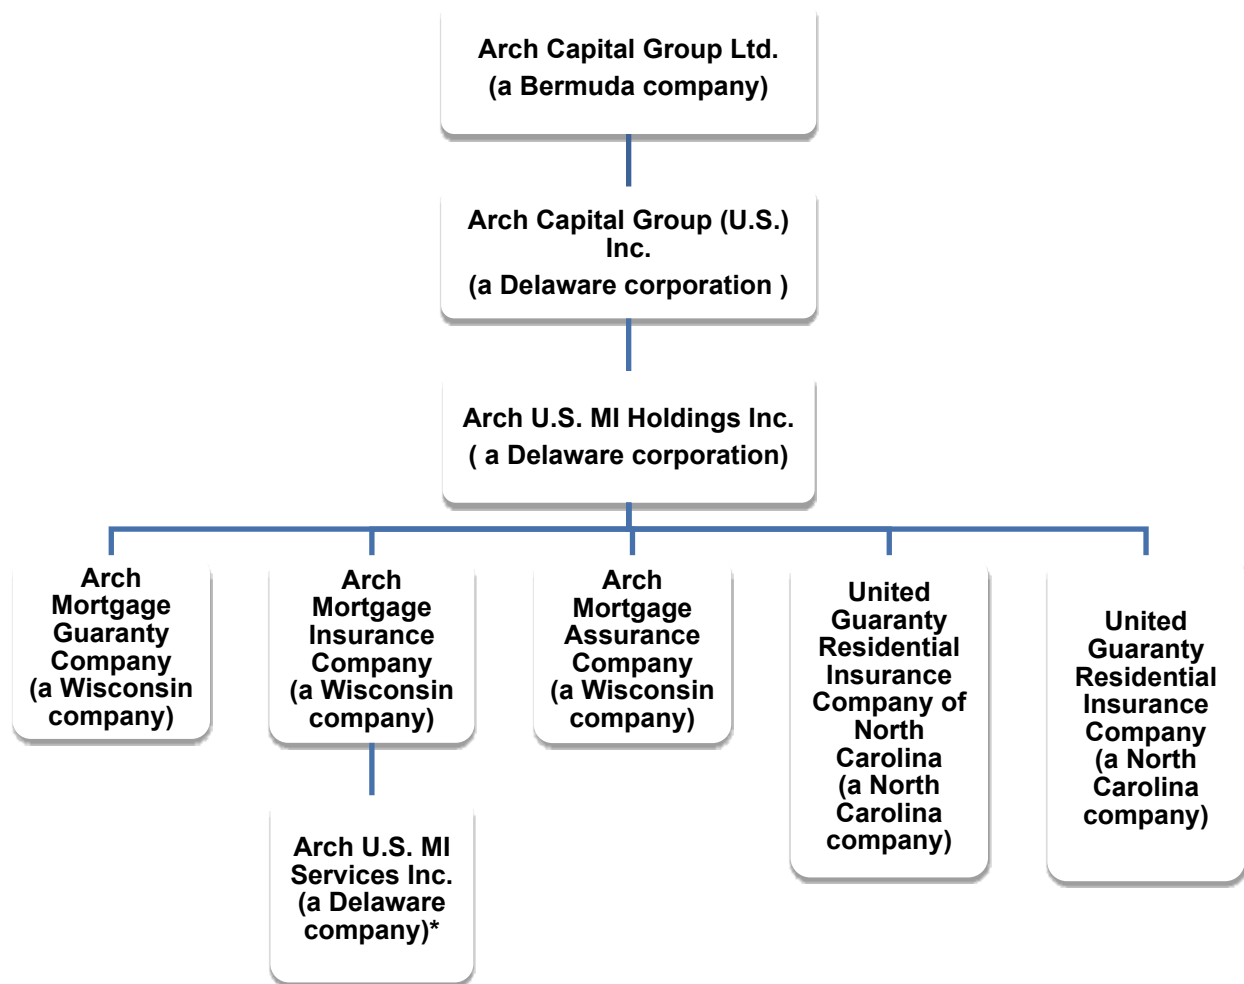 Arch Capital Group Ltd.
(a Bermuda company)
Arch Capital Group (U.S.)
Inc.
(a Delaware corporation )
Arch U.S. MI Holdings Inc.
( a Delaware corporation)
Arch
Mortgage
Guaranty
Company
(a Wisconsin
company)
Arch
Mortgage
Insurance
Company
(a Wisconsin
company)
Arch
Mortgage
Assurance
Company
(a Wisconsin
company)
United
Guaranty
Residential
Insurance
Company of
North
Carolina
(a North
Carolina
company)
United
Guaranty
Residential
Insurance
Company
(a North
Carolina
company)
Arch U.S. MI
Services Inc.
(a Delaware
company)*